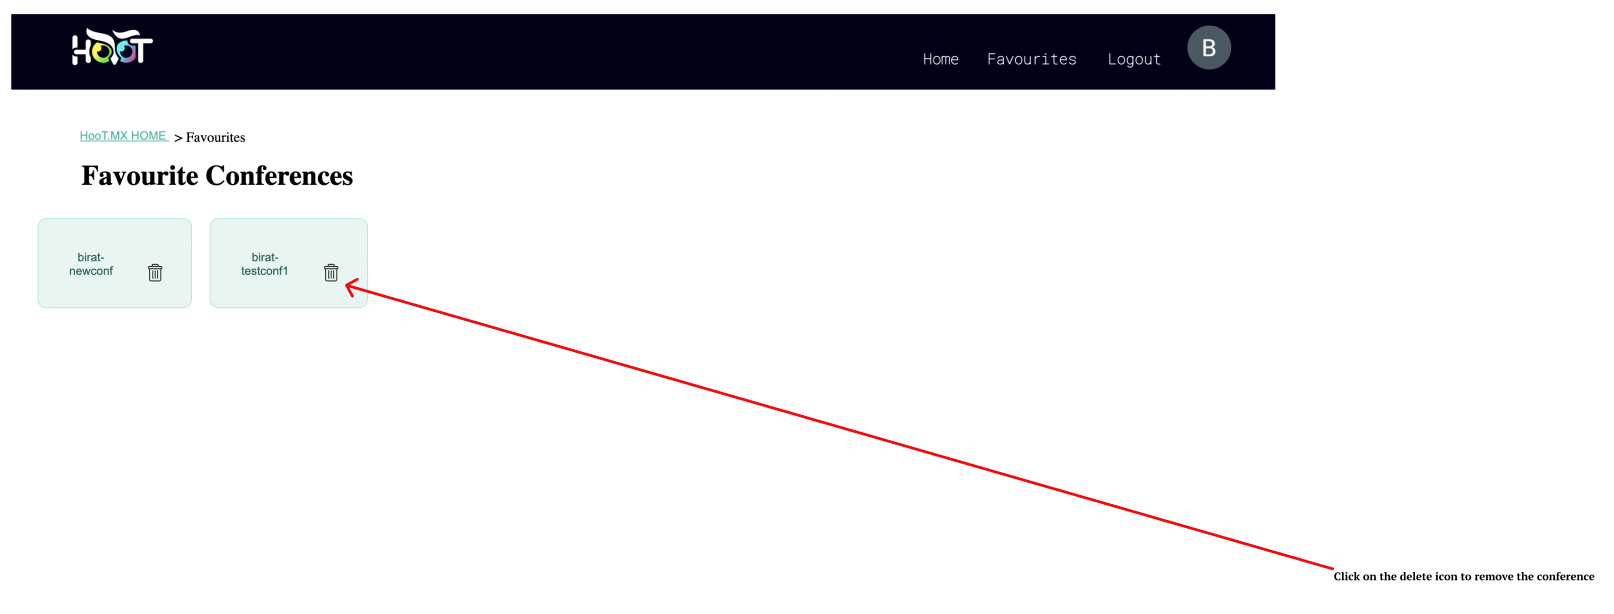 HOOT
Home Favourites Logout B
HooT.MX HOME > Favourites
Favourite Conferences
birat-
newconf
birat-
testconf1
Click on the delete icon to remove the conference